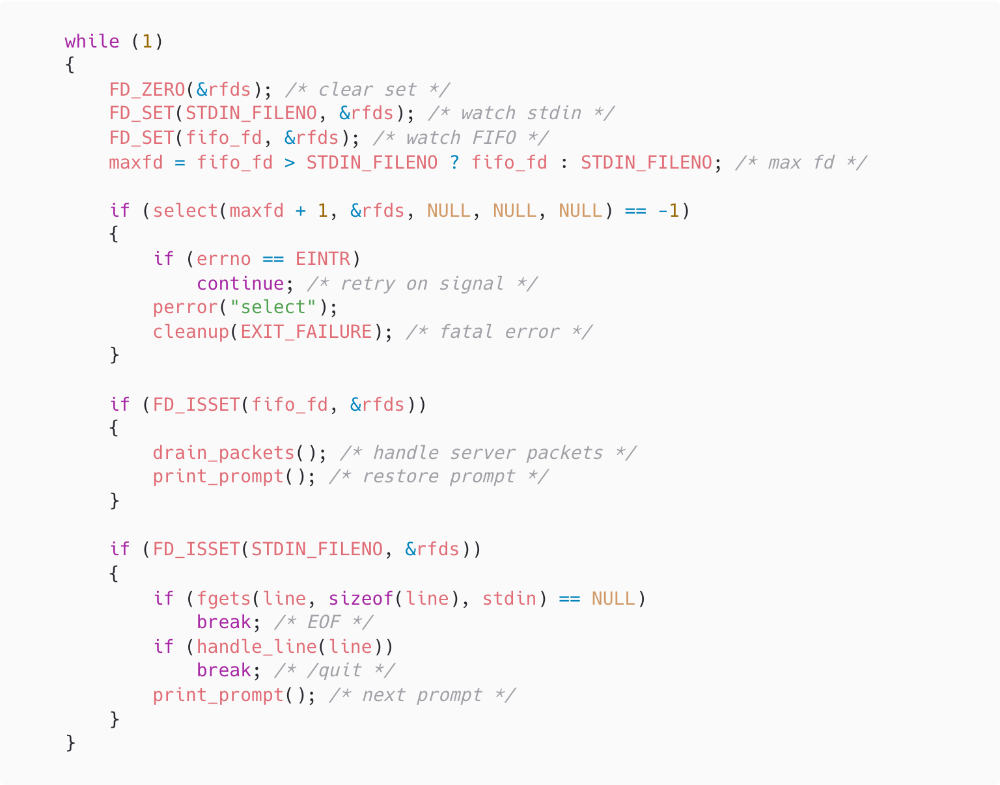 while (1)
{
    FD_ZERO(&rfds); /* clear set */
    FD_SET(STDIN_FILENO, &rfds); /* watch stdin */
    FD_SET(fifo_fd, &rfds); /* watch FIFO */
    maxfd = fifo_fd > STDIN_FILENO ? fifo_fd : STDIN_FILENO; /* max fd */

    if (select(maxfd + 1, &rfds, NULL, NULL, NULL) == -1)
    {
        if (errno == EINTR)
            continue; /* retry on signal */
        perror("select");
        cleanup(EXIT_FAILURE); /* fatal error */
    }

    if (FD_ISSET(fifo_fd, &rfds))
    {
        drain_packets(); /* handle server packets */
        print_prompt(); /* restore prompt */
    }

    if (FD_ISSET(STDIN_FILENO, &rfds))
    {
        if (fgets(line, sizeof(line), stdin) == NULL)
            break; /* EOF */
        if (handle_line(line))
            break; /* /quit */
        print_prompt(); /* next prompt */
    }
}